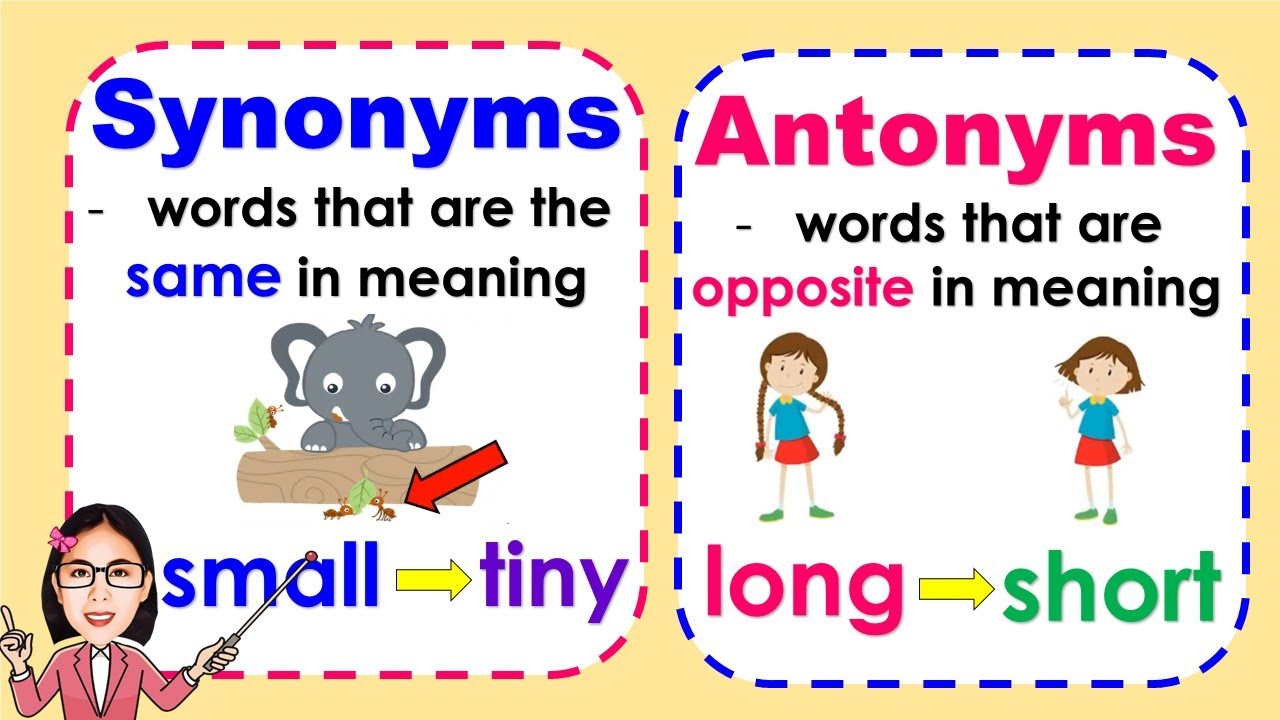 Synonyms
- words that are the
same in meaning
small tiny
Antonyms
- words that are
opposite in meaning
long short